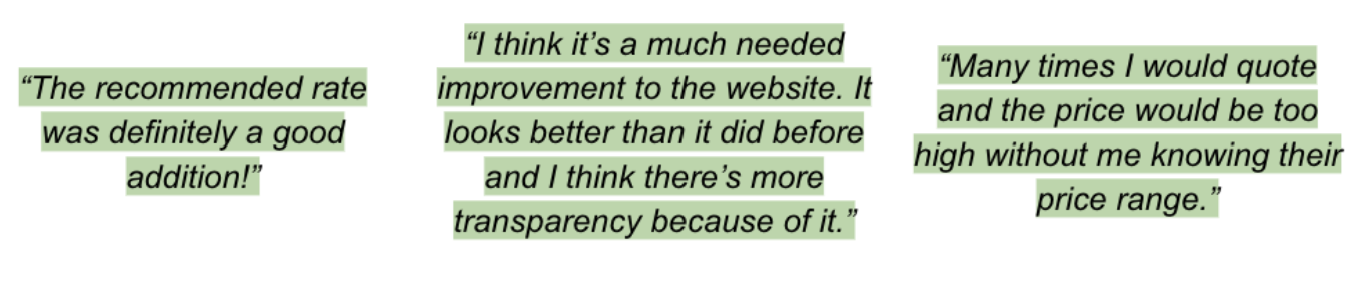 “The recommended rate
was definitely a good
addition!”
“I think it’s a much needed
improvement to the website. It
looks better than it did before
and I think there’s more
transparency because of it.”
“Many times I would quote
and the price would be too
high without me knowing their
price range.”